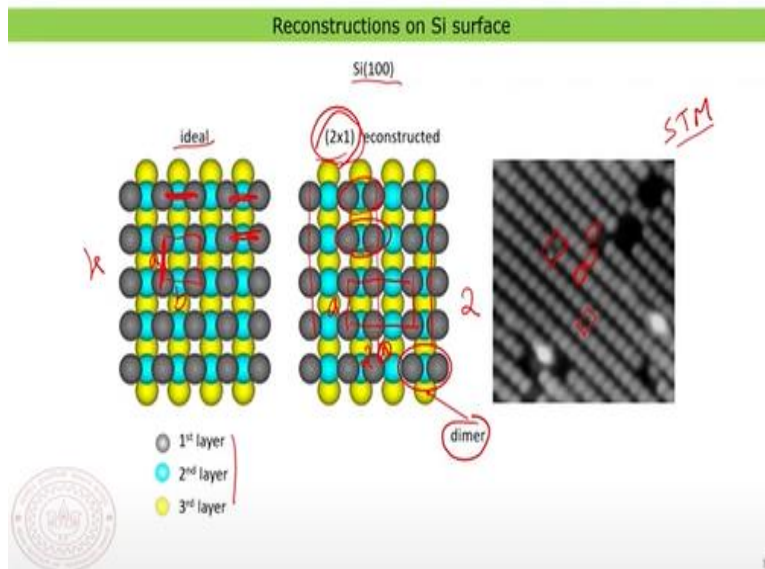 Reconstructions on Si surface
Si(100)
STM
ideal
(2x1) reconstructed
a
b
a
2
dimer
1st layer
2nd layer
3rd layer